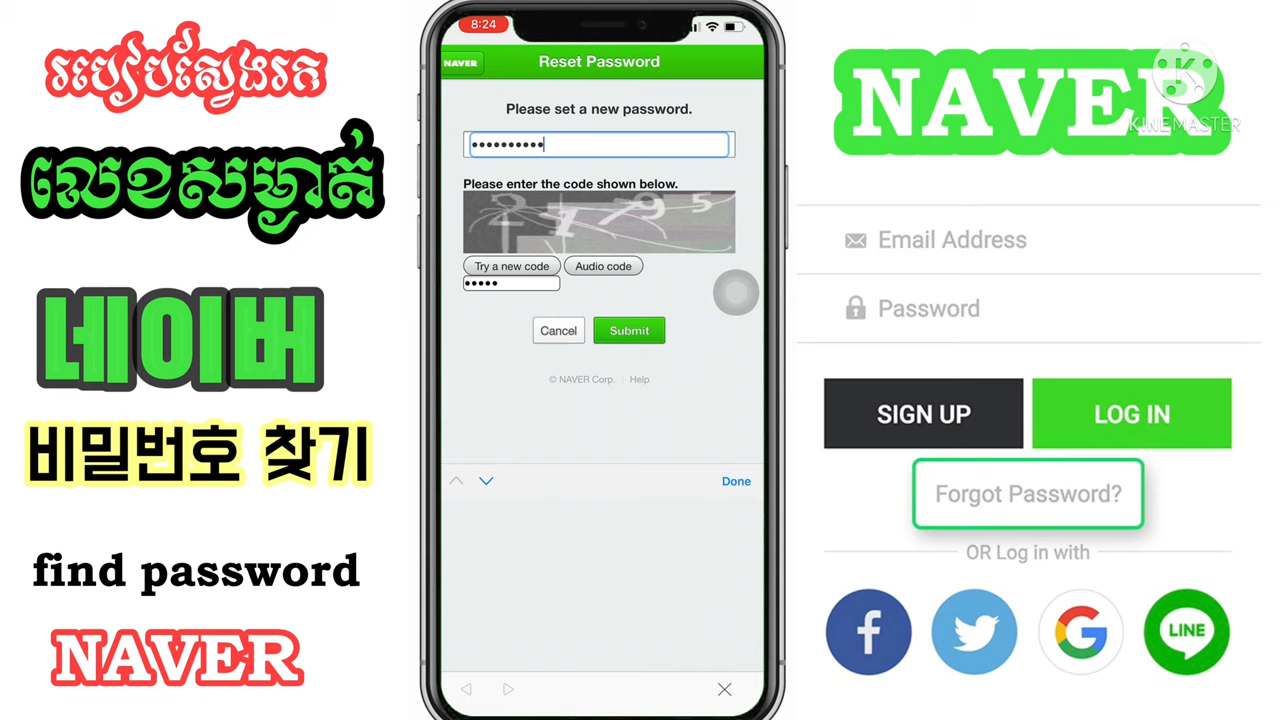 របៀបស្វែងរក
លេខសម្ងាត់
네이버
비밀번호 찾기
find password
NAVER
8:24
NAVER
Reset Password
Please set a new password.
••••••••••
Please enter the code shown below.
Try a new code
Audio code
•••••
Cancel
Submit
© NAVER Corp. | Help
Done
NAVER
K
KINEMASTER
Email Address
Password
SIGN UP
LOG IN
Forgot Password?
OR Log in with
f
G
LINE